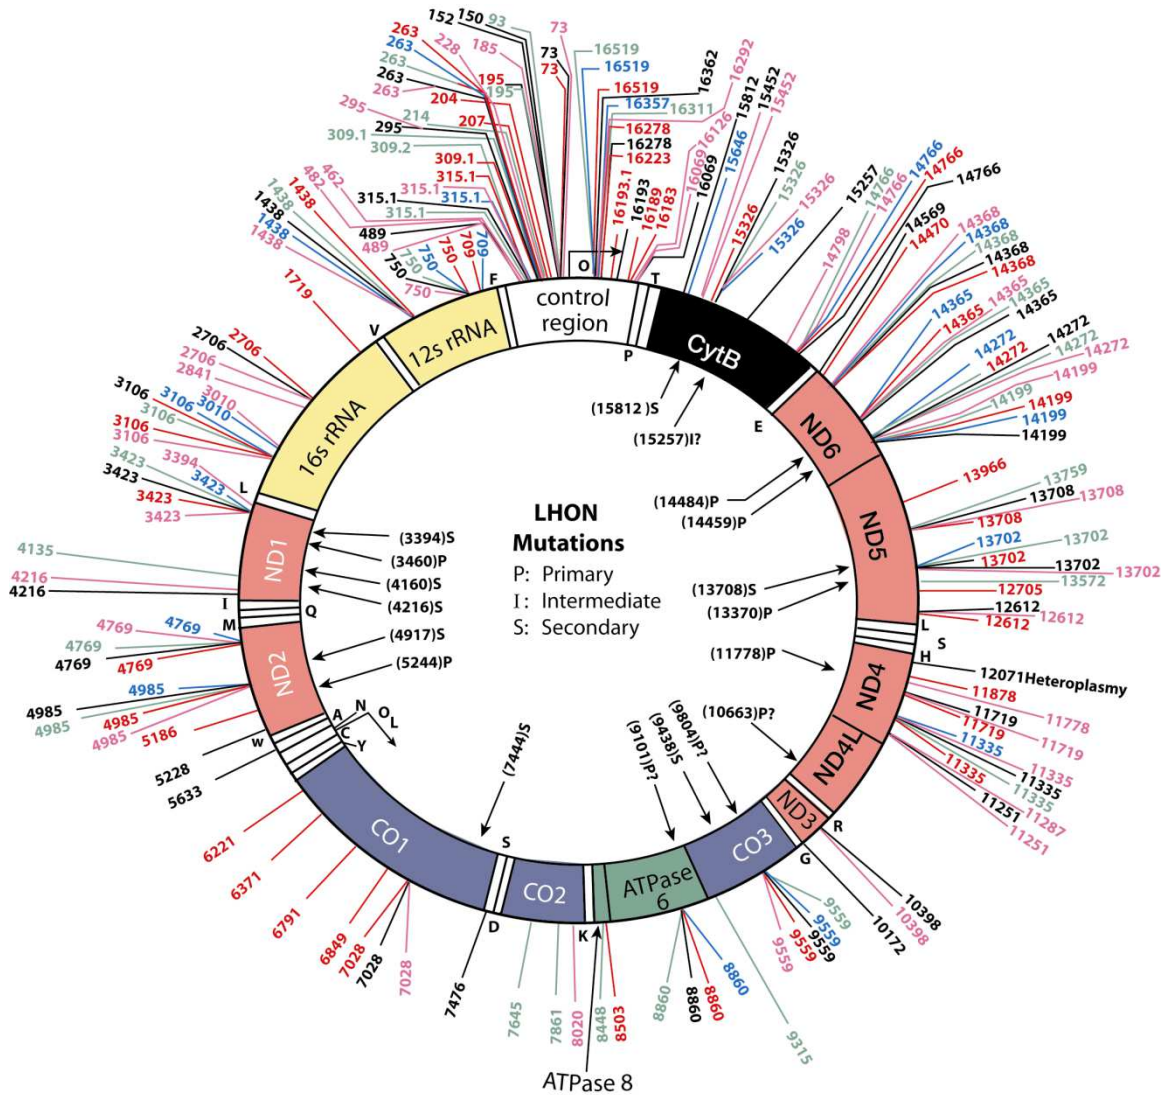 152
150
93
73
263
228
185
263
263
263
263
195
195
204
207
214
295
295
309.1
309.2
309.1
315.1
315.1
315.1
315.1
315.1
462
482
489
489
73
73
16519
16519
16519
16362
16292
16357
16311
16278
16278
16223
16126
16069
16069
16193.1
16193
16189
16183
15812
15452
15452
15646
15326
15326
15326
15326
15326
15257
14766
14766
14766
14766
14766
14798
14569
14470
14368
14368
14368
14368
14368
14365
14365
14365
14365
14365
14272
14272
14272
14272
14272
14199
14199
14199
14199
14199
13966
13759
13708
13708
13708
13702
13702
13702
13702
13702
13572
12705
12612
12612
12612
12071Heteroplasmy
11878
11778
11719
11719
11719
11335
11335
11335
11335
11335
11287
11251
11251
10398
10398
10172
9559
9559
9559
9559
9559
9315
8860
8860
8860
8860
8503
8448
8020
7861
7645
7476
7028
7028
7028
6849
6791
6371
6221
5633
5228
5186
4985
4985
4985
4985
4985
4769
4769
4769
4769
4769
4216
4216
4135
3423
3423
3423
3423
3423
3394
3106
3106
3106
3106
3106
3010
3010
2841
2706
2706
2706
1719
1438
1438
1438
1438
1438
750
750
750
750
750
709
709
O
F
V
L
I
M
Q
W
A
N
C
Y
OL
D
S
K
G
R
H
S
L
E
P
T
control
region
12s rRNA
16s rRNA
ND1
ND2
CO1
CO2
ATPase
6
CO3
ND3
ND4L
ND4
ND5
ND6
CytB
ATPase 8
(15812 )S
(15257)I?
(14484)P
(14459)P
(13708)S
(13370)P
(11778)P
(10663)P?
(9804)P?
(9438)S
(9101)P?
(7444)S
(5244)P
(4917)S
(4216)S
(4160)S
(3460)P
(3394)S
LHON
Mutations
P: Primary
I: Intermediate
S: Secondary